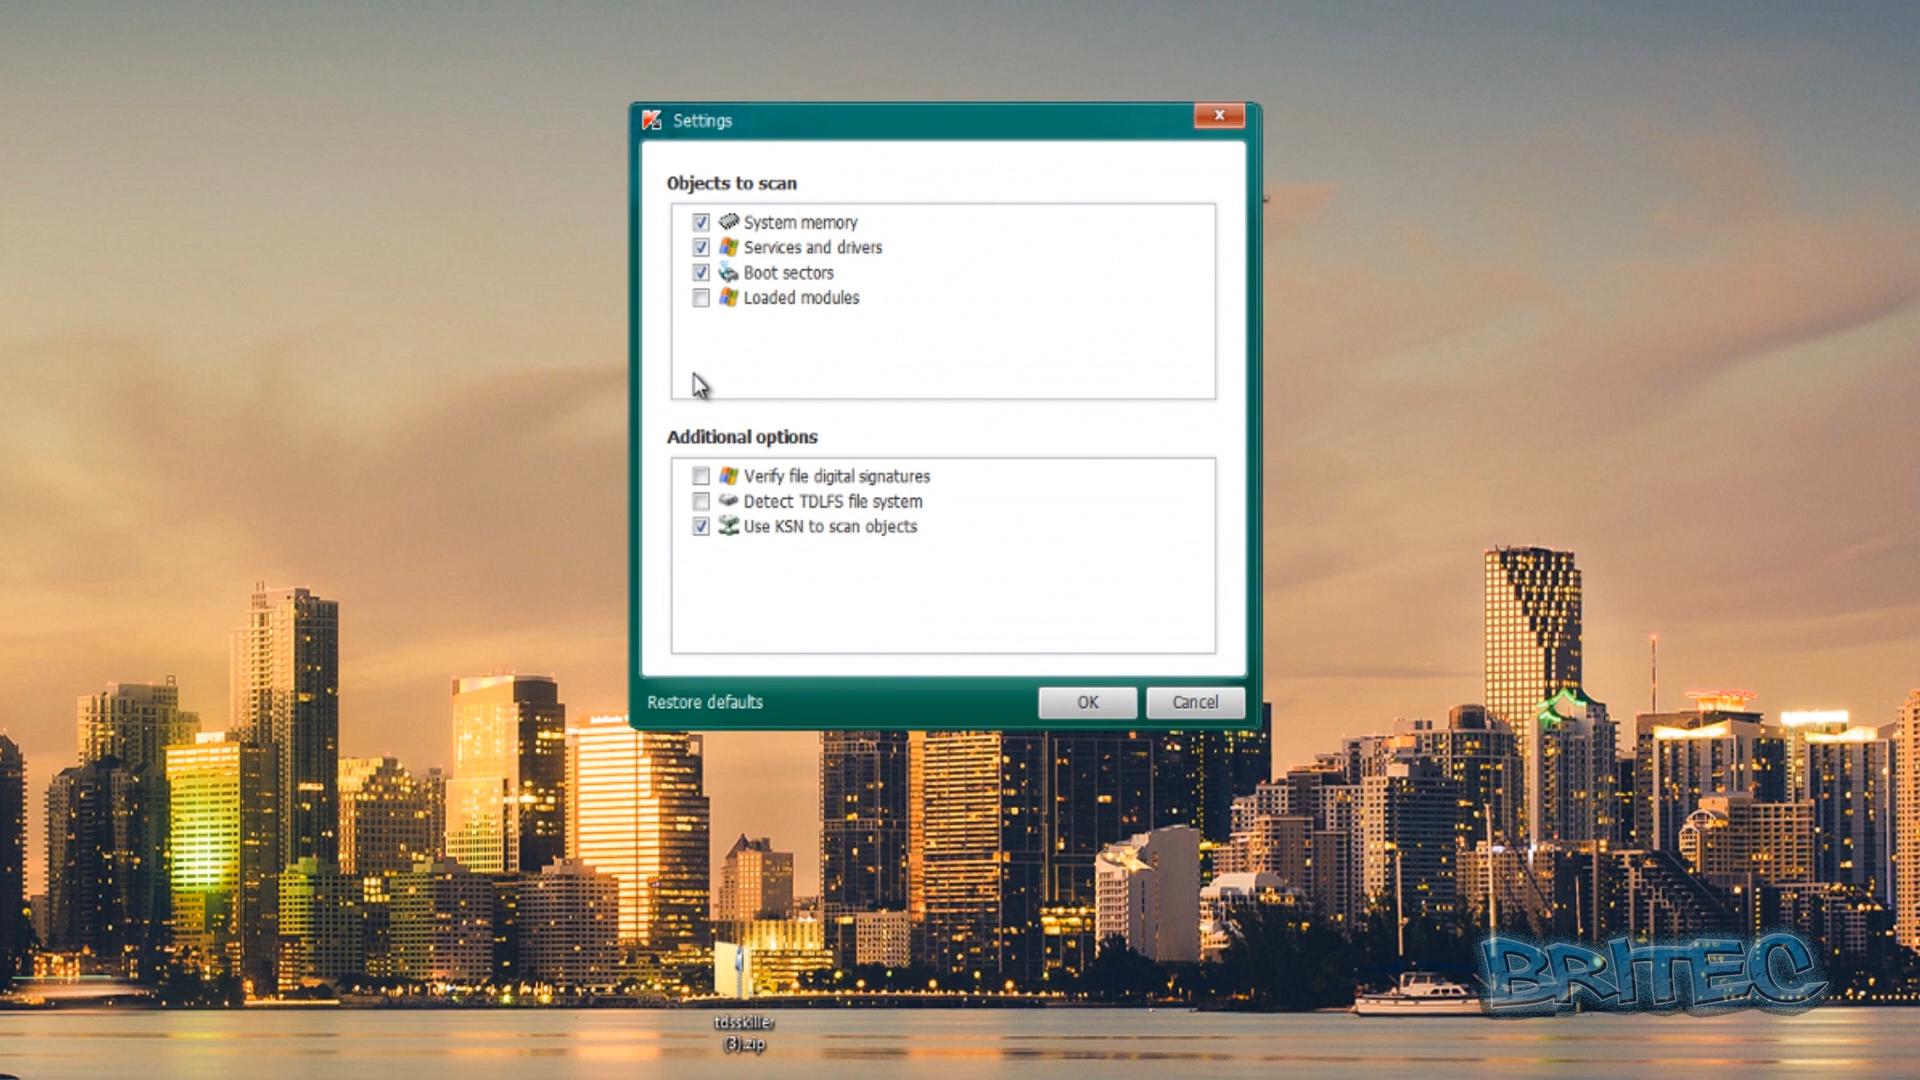 Settings
x
Objects to scan
System memory
Services and drivers
Boot sectors
Loaded modules
Additional options
Verify file digital signatures
Detect TDLFS file system
Use KSN to scan objects
Restore defaults
OK
Cancel
BRITEC
tdsskiller
(3).zip